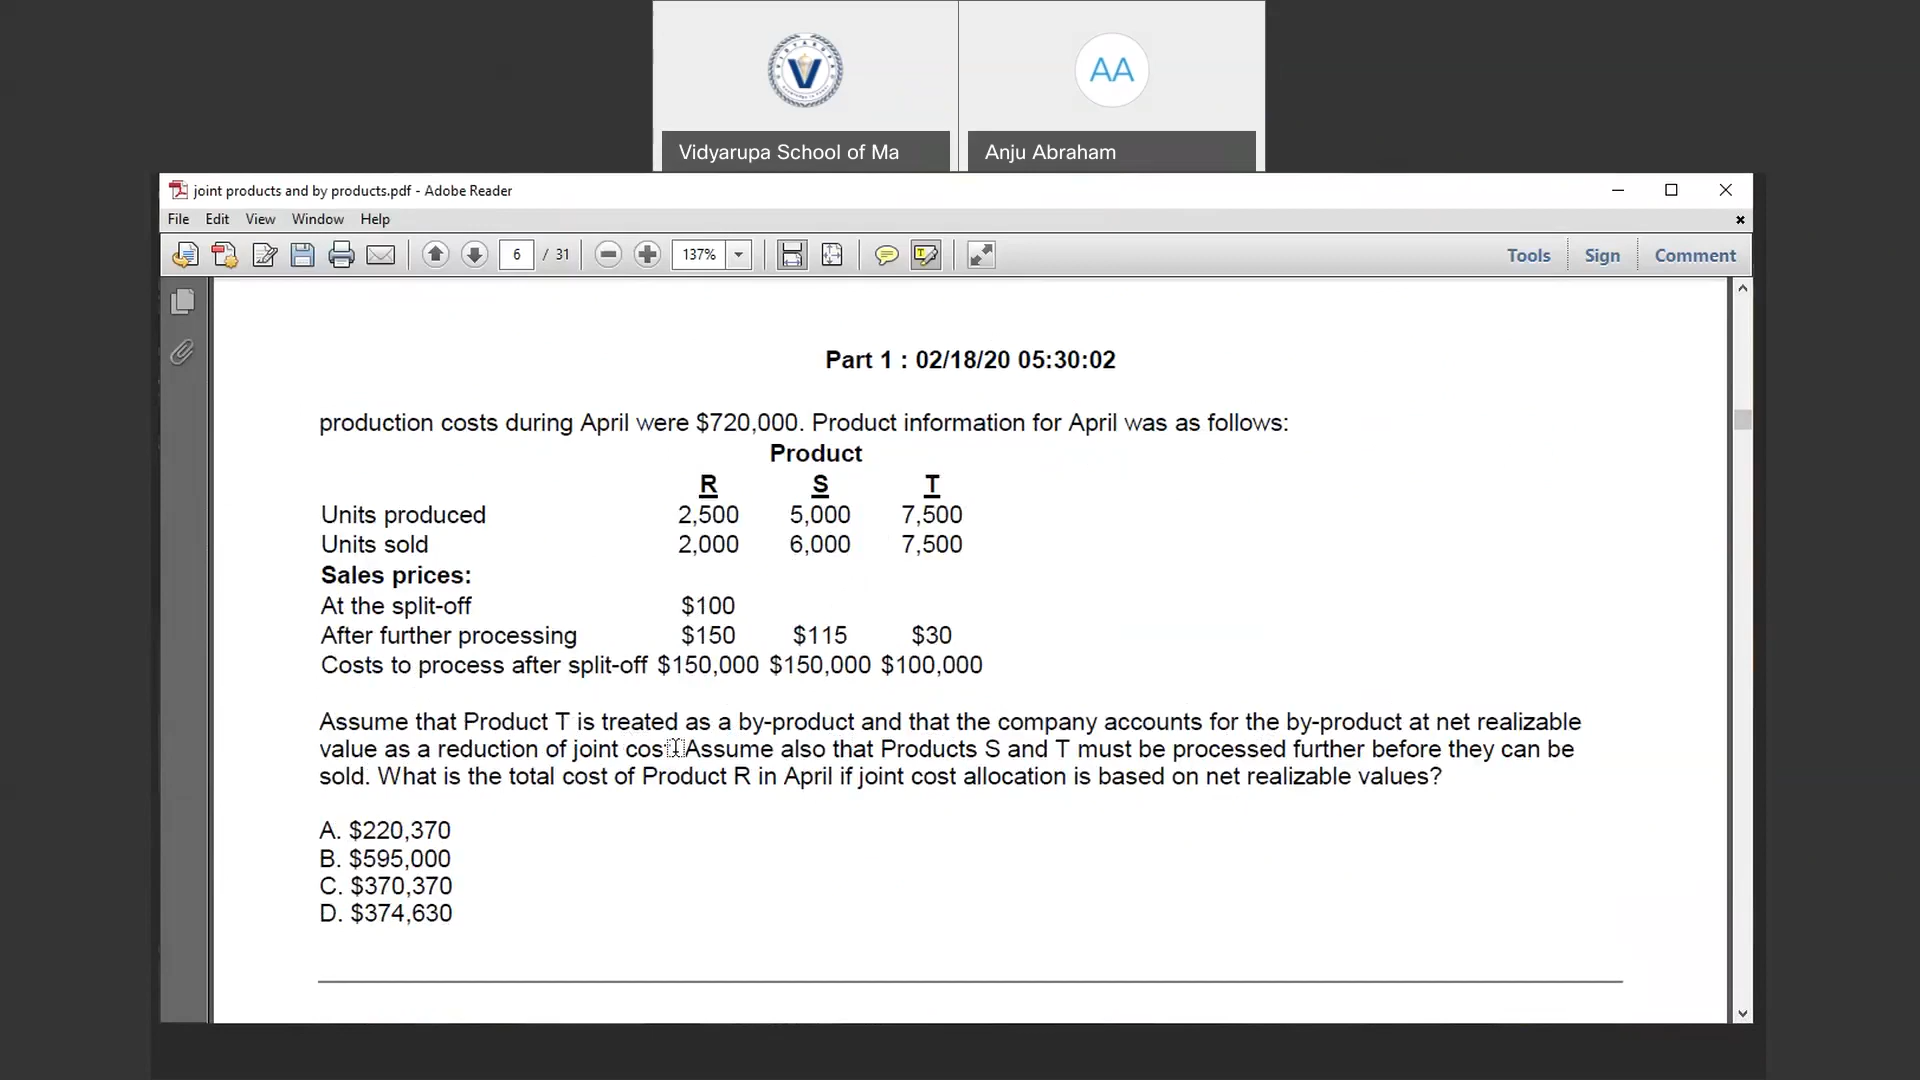 AA
Vidyarupa School of Ma
Anju Abraham
joint products and by products.pdf - Adobe Reader
File Edit View Window Help
6 / 31 137% Tools Sign Comment
Part 1 : 02/18/20 05:30:02
production costs during April were $720,000. Product information for April was as follows:
Product
R S T
Units produced 2,500 5,000 7,500
Units sold 2,000 6,000 7,500
Sales prices:
At the split-off $100
After further processing $150 $115 $30
Costs to process after split-off $150,000 $150,000 $100,000
Assume that Product T is treated as a by-product and that the company accounts for the by-product at net realizable
value as a reduction of joint cost. Assume also that Products S and T must be processed further before they can be
sold. What is the total cost of Product R in April if joint cost allocation is based on net realizable values?
A. $220,370
B. $595,000
C. $370,370
D. $374,630